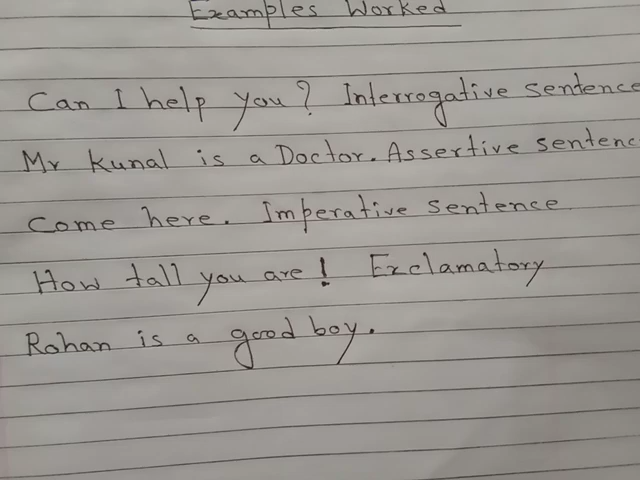 Examples Worked
Can I help you? Interrogative sentence
Mr Kunal is a Doctor. Assertive sentenc
Come here. Imperative sentence
How tall you are! Exclamatory
Rohan is a good boy.